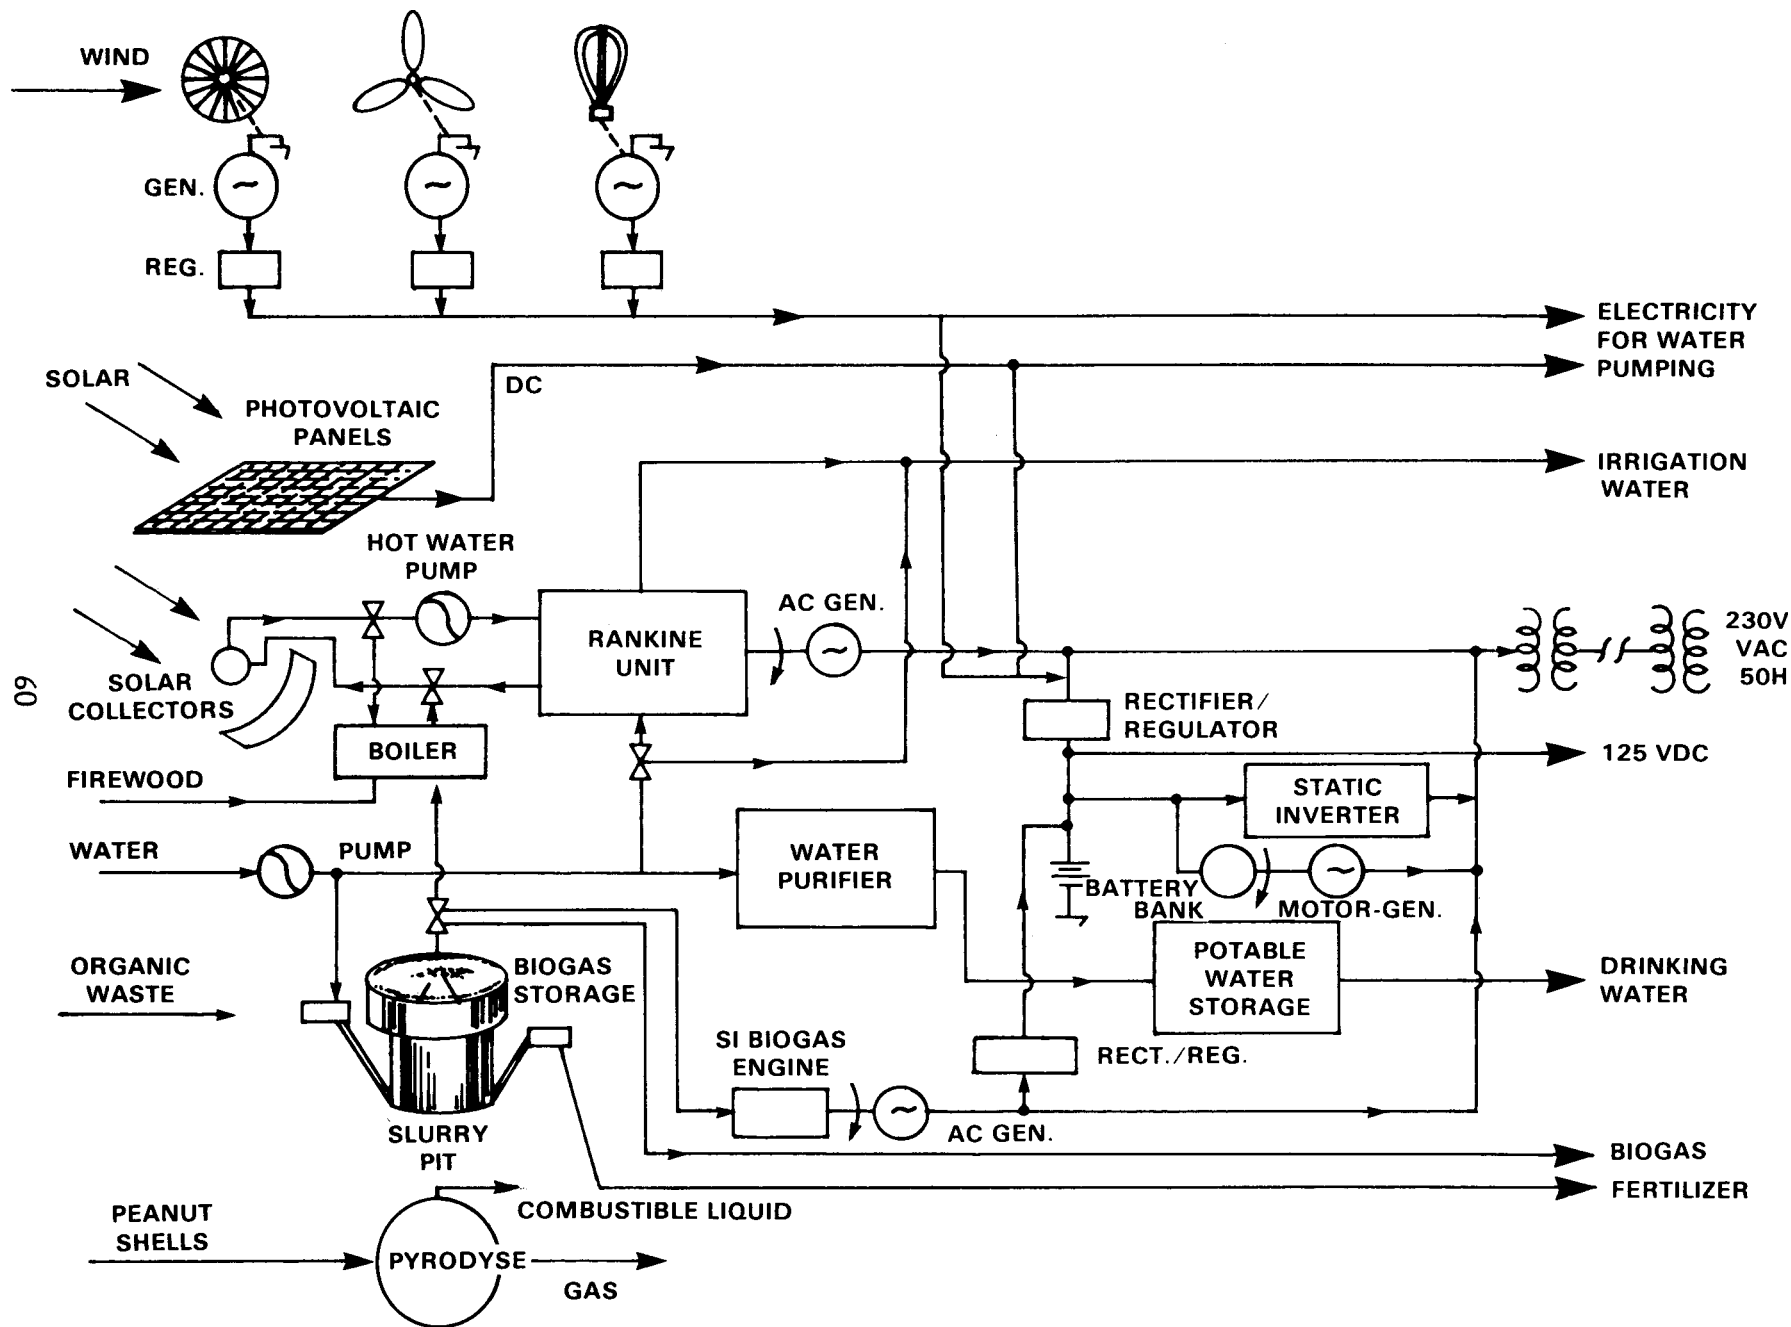 WIND
GEN.
REG.
ELECTRICITY
FOR WATER
PUMPING
SOLAR
DC
PHOTOVOLTAIC
PANELS
IRRIGATION
WATER
HOT WATER
PUMP
AC GEN.
RANKINE
UNIT
230V
VAC
50H
SOLAR
COLLECTORS
60
RECTIFIER/
REGULATOR
BOILER
125 VDC
FIREWOOD
STATIC
INVERTER
WATER
PUMP
WATER
PURIFIER
BATTERY
BANK
MOTOR-GEN.
ORGANIC
WASTE
BIOGAS
STORAGE
POTABLE
WATER
STORAGE
DRINKING
WATER
SI BIOGAS
ENGINE
RECT./REG.
AC GEN.
SLURRY
PIT
BIOGAS
FERTILIZER
COMBUSTIBLE LIQUID
PEANUT
SHELLS
PYRODYSE
GAS